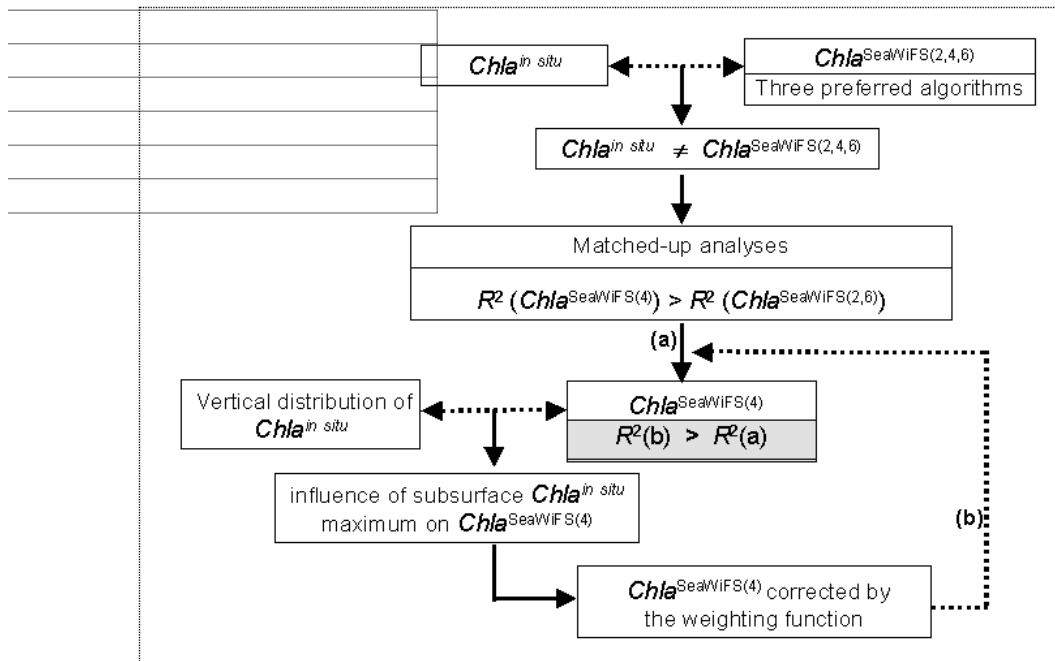 Chla^in situ
Chla^SeaWiFS(2,4,6)
Three preferred algorithms
Chla^in situ ≠ Chla^SeaWiFS(2,4,6)
Matched-up analyses
R² (Chla^SeaWiFS(4)) > R² (Chla^SeaWiFS(2,6))
(a)
Vertical distribution of
Chla^in situ
Chla^SeaWiFS(4)
R²(b) > R²(a)
influence of subsurface Chla^in situ
maximum on Chla^SeaWiFS(4)
(b)
Chla^SeaWiFS(4) corrected by
the weighting function